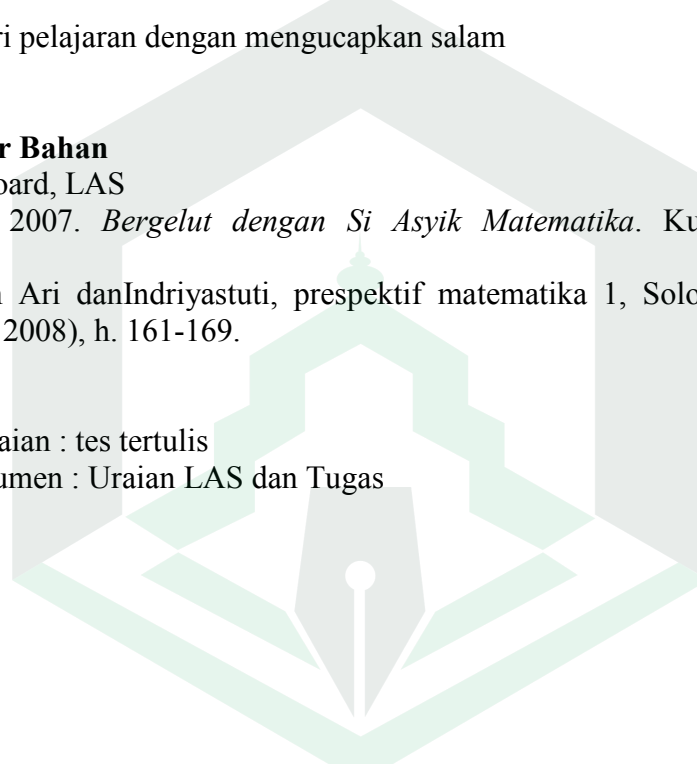 ri pelajaran dengan mengucapkan salam
r Bahan
oard, LAS
2007. Bergelut dengan Si Asyik Matematika. Ku
n Ari danIndriyastuti, prespektif matematika 1, Solo
2008), h. 161-169.
aian : tes tertulis
umen : Uraian LAS dan Tugas